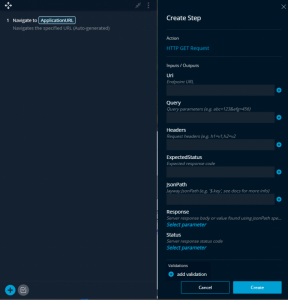 1 Navigate to ApplicationURL
Navigates the specified URL (Auto-generated)
Create Step
Action
HTTP GET Request
Inputs / Outputs
Url
Endpoint URL
Query
Query parameters (e.g. abc=123&efg=456)
Headers
Request headers (e.g. h1=v1,h2=v2
ExpectedStatus
Expected response code
JsonPath
Jayway JsonPath (e.g. '$.key', see docs for more info)
Response
Server response body or value found using jsonPath spe...
Select parameter
Status
Server response status code
Select parameter
Validations
add validation
Cancel
Create